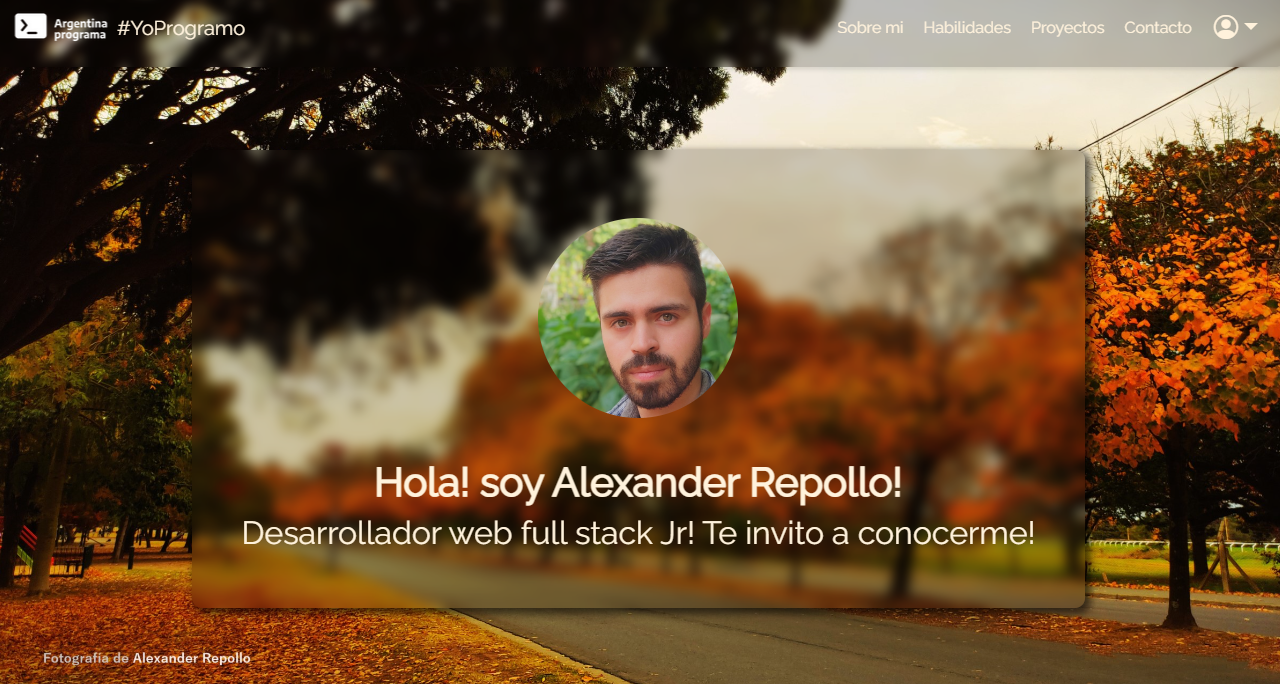 Argentina
programa
#YoProgramo
Sobre mi
Habilidades
Proyectos
Contacto
Hola! soy Alexander Repollo!
Desarrollador web full stack Jr! Te invito a conocerme!
Fotografía de Alexander Repollo